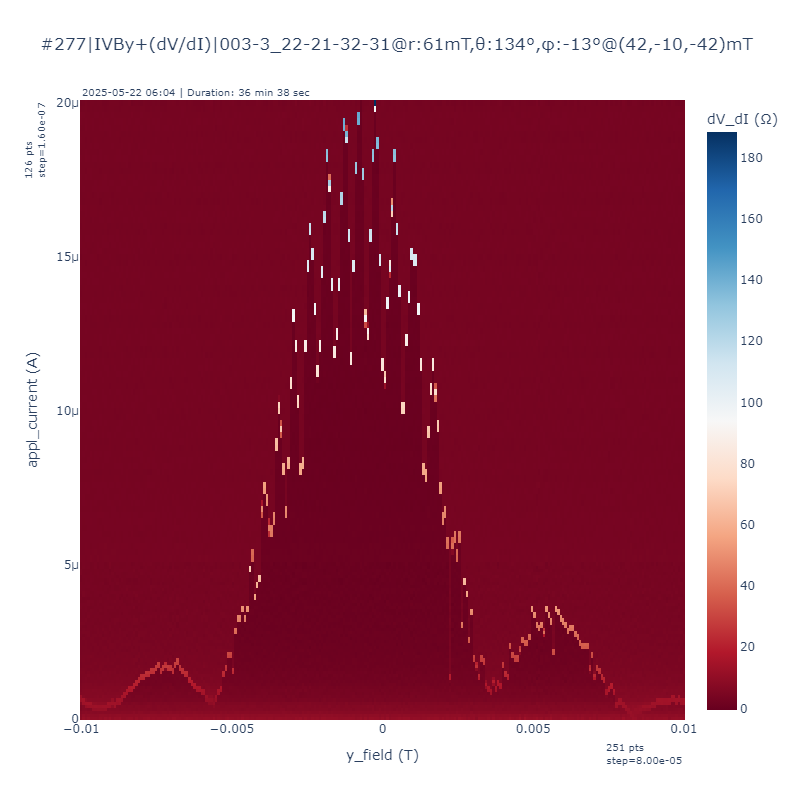 #277|IVBy+(dV/dI)|003-3_22-21-32-31@r:61mT,θ:134º,φ:-13º@(42,-10,-42)mT
2025-05-22 06:04 | Duration: 36 min 38 sec
126 pts
step=1.60e-07
dV_dI (Ω)
20μ
15μ
10μ
5μ
0
appl_current (A)
180
160
140
120
100
80
60
40
20
0
−0.01
−0.005
0
0.005
0.01
y_field (T)
251 pts
step=8.00e-05